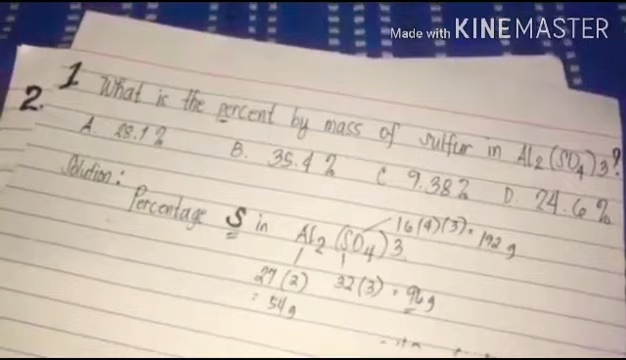 Made with KINEMASTER
1 What is the percent by mass of sulfur in Al2(SO4)3?
2.
A. 28.1% B. 35.4% C 9.38% D. 24.6%
Solution:
Percentage S in Al2(SO4)3
16(4)(3)= 192 g
27(2) 32(3) = 96 g
= 54 g